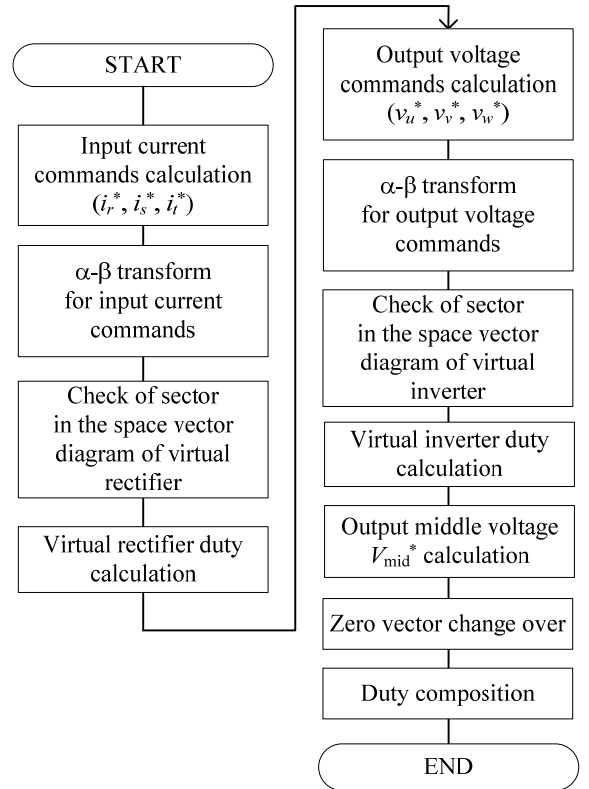 START
Input current
commands calculation
(i_r*, i_s*, i_t*)
α-β transform
for input current
commands
Check of sector
in the space vector
diagram of virtual
rectifier
Virtual rectifier duty
calculation
Output voltage
commands calculation
(v_u*, v_v*, v_w*)
α-β transform
for output voltage
commands
Check of sector
in the space vector
diagram of virtual
inverter
Virtual inverter duty
calculation
Output middle voltage
V_mid* calculation
Zero vector change over
Duty composition
END